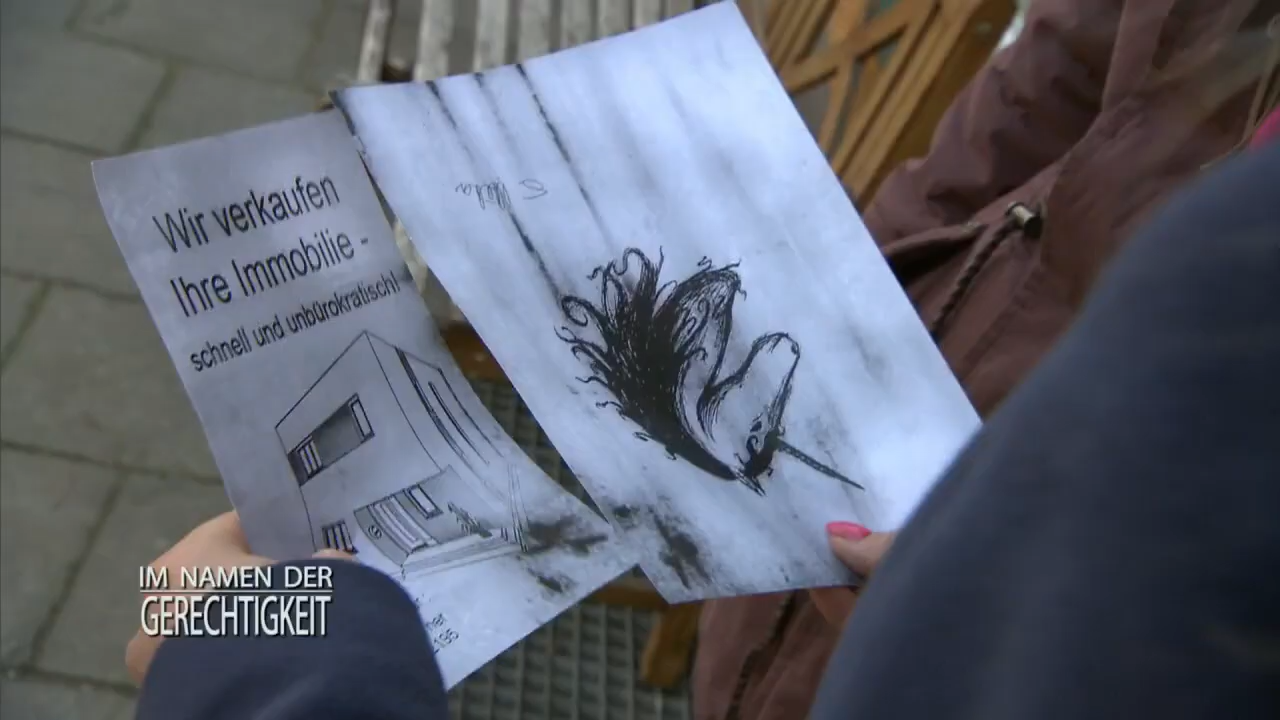 Wir verkaufen
Ihre Immobilie -
schnell und unbürokratisch!
IM NAMEN DER
GERECHTIGKEIT